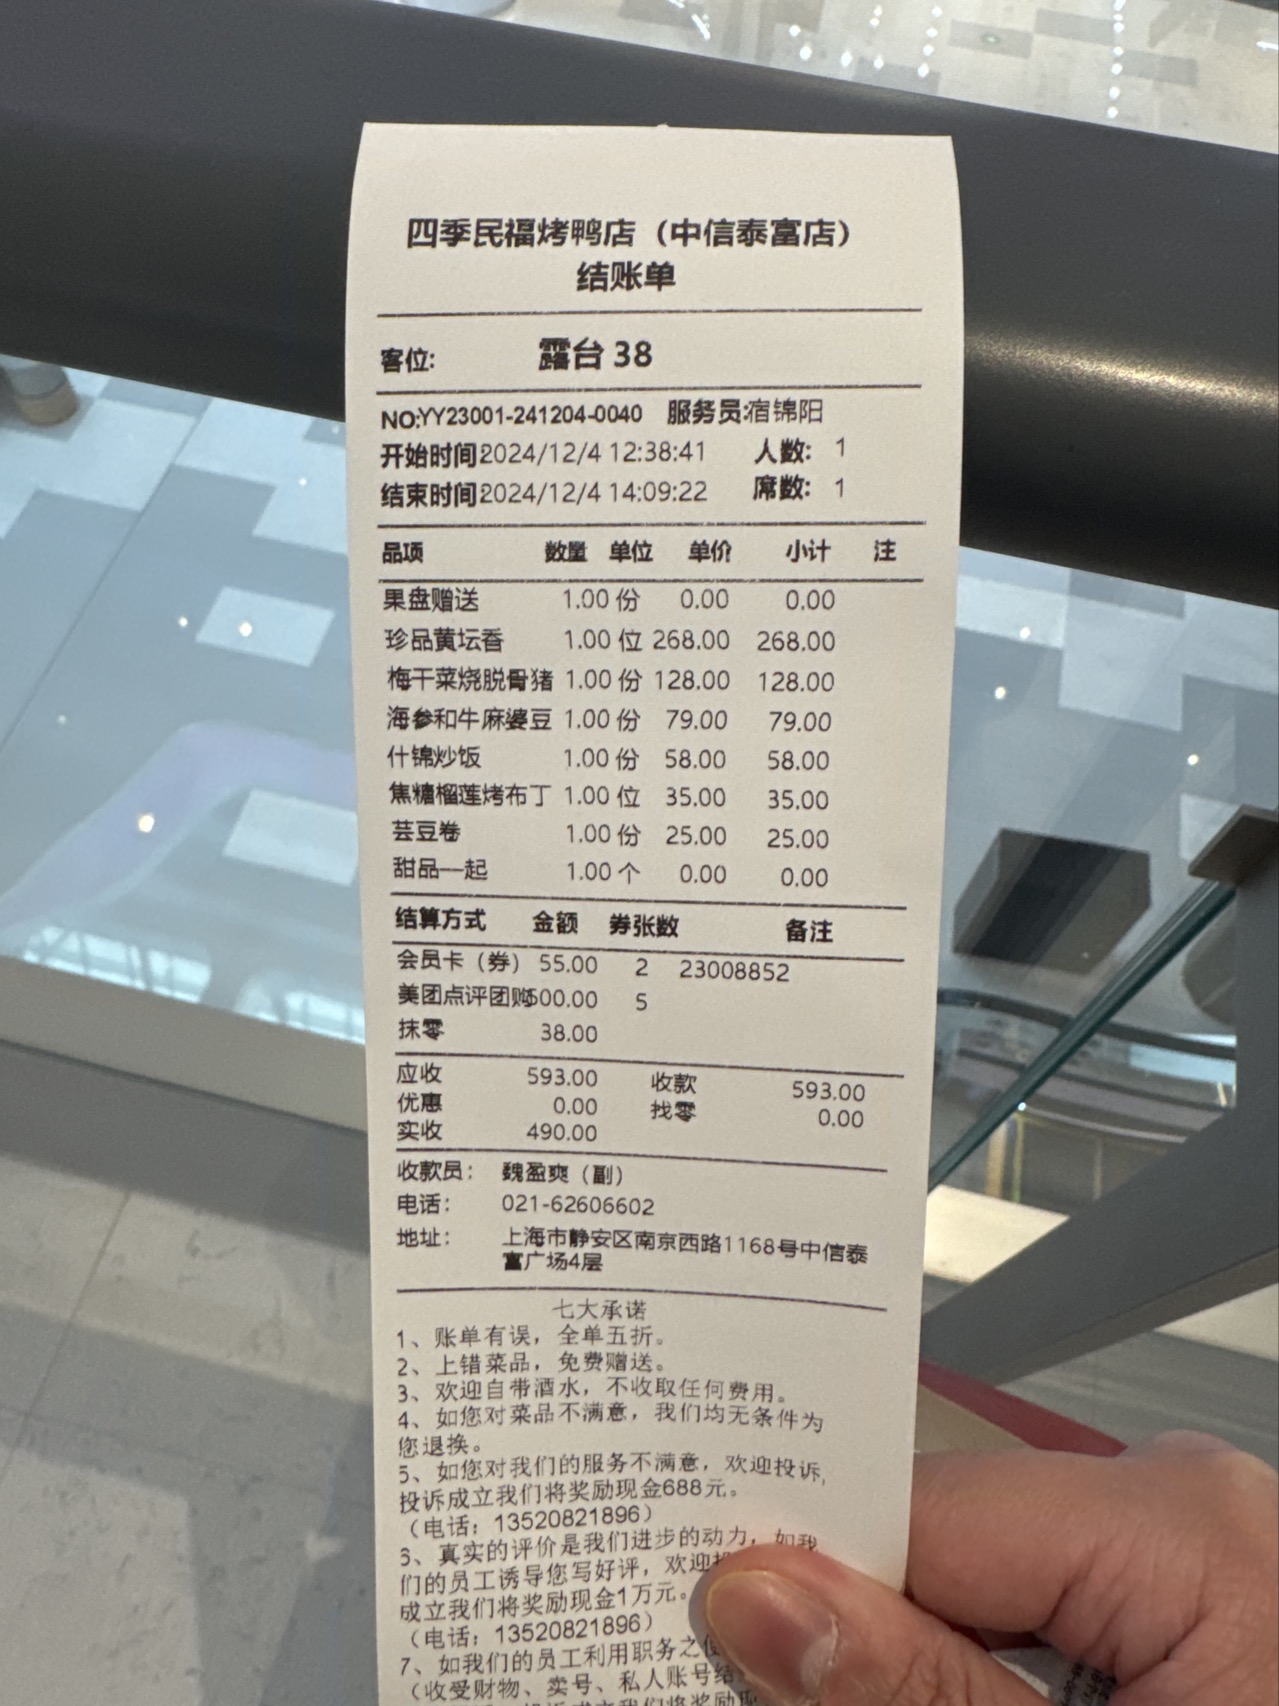 四季民福烤鸭店（中信泰富店）
结账单
客位: 露台 38
NO:YY23001-241204-0040 服务员:宿锦阳
开始时间2024/12/4 12:38:41 人数: 1
结束时间2024/12/4 14:09:22 席数: 1
品项 数量 单位 单价 小计 注
果盘赠送 1.00 份 0.00 0.00
珍品黄坛香 1.00 位 268.00 268.00
梅干菜烧脱骨猪 1.00 份 128.00 128.00
海参和牛麻婆豆 1.00 份 79.00 79.00
什锦炒饭 1.00 份 58.00 58.00
焦糖榴莲烤布丁 1.00 位 35.00 35.00
芸豆卷 1.00 份 25.00 25.00
甜品一起 1.00 个 0.00 0.00
结算方式 金额 券张数 备注
会员卡（券） 55.00 2 23008852
美团点评团购500.00 5
抹零 38.00
应收 593.00 收款 593.00
优惠 0.00 找零 0.00
实收 490.00
收款员: 魏盈爽（副）
电话: 021-62606602
地址: 上海市静安区南京西路1168号中信泰
富广场4层
七大承诺
1、账单有误，全单五折。
2、上错菜品，免费赠送。
3、欢迎自带酒水，不收取任何费用。
4、如您对菜品不满意，我们均无条件为
您退换。
5、如您对我们的服务不满意，欢迎投诉,
投诉成立我们将奖励现金688元。
（电话：13520821896）
6、真实的评价是我们进步的动力，如我
们的员工诱导您写好评，欢迎
成立我们将奖励现金1万元。
（电话：13520821896）
7、如我们的员工利用职务之
（收受财物、卖号、私人账号结
成立我们将奖励现